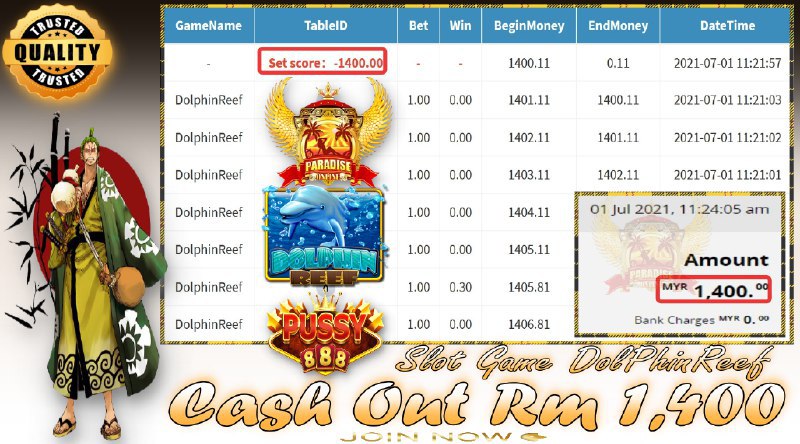 TRUSTED
QUALITY
TRUSTED
GameName TableID Bet Win BeginMoney EndMoney DateTime
- Set score: -1400.00 - - 1400.11 0.11 2021-07-01 11:21:57
DolphinReef 1.00 0.00 1401.11 1400.11 2021-07-01 11:21:03
DolphinReef 1.00 0.00 1402.11 1401.11 2021-07-01 11:21:02
DolphinReef 1.00 0.00 1403.11 1402.11 2021-07-01 11:21:01
DolphinReef 1.00 0.00 1404.11
DolphinReef 1.00 0.00 1405.11
DolphinReef 1.00 0.30 1405.81
DolphinReef 1.00 0.00 1406.81
PARADISE
DOLPHIN
REEF
PUSSY
888
01 Jul 2021, 11:24:05 am
PARADISE
Amount
MYR 1,400.00
Bank Charges MYR 0.00
Slot Game DolPhinReef
Cash Out Rm 1,400
JOIN NOW